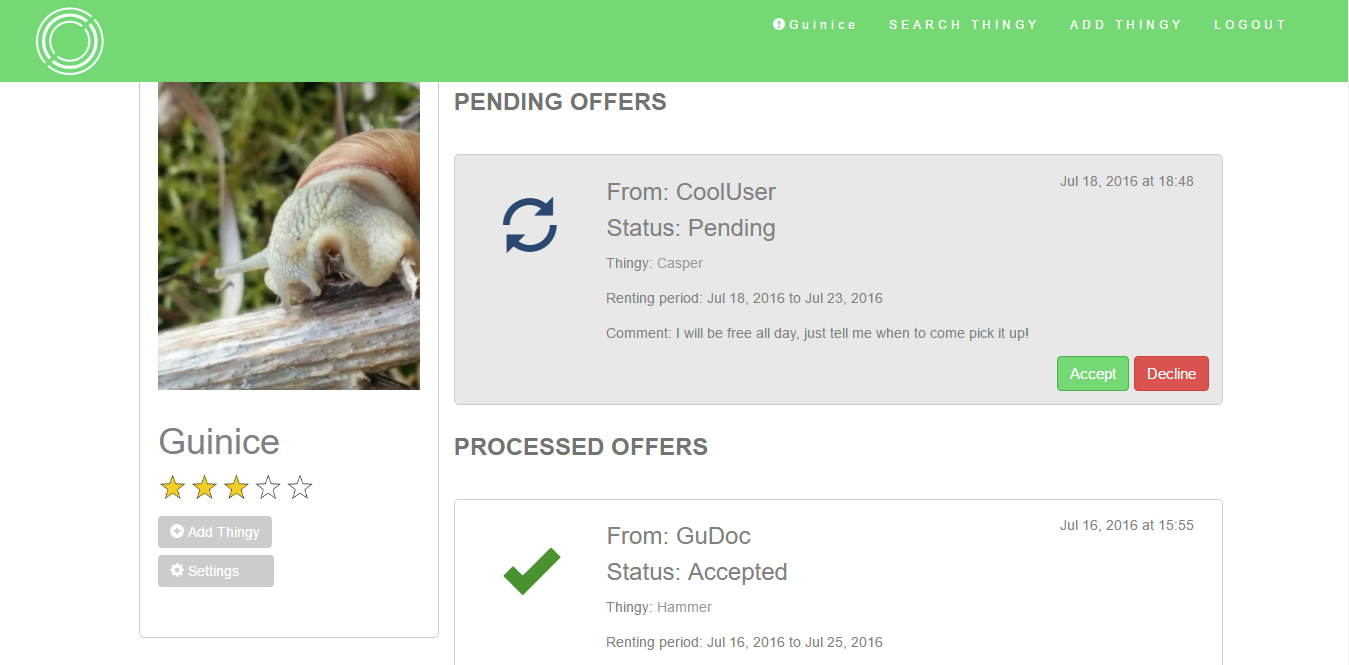 Guinice SEARCH THINGY ADD THINGY LOGOUT
PENDING OFFERS
From: CoolUser
Jul 18, 2016 at 18:48
Status: Pending
Thingy: Casper
Renting period: Jul 18, 2016 to Jul 23, 2016
Comment: I will be free all day, just tell me when to come pick it up!
Accept Decline
Guinice
Add Thingy
Settings
PROCESSED OFFERS
From: GuDoc
Jul 16, 2016 at 15:55
Status: Accepted
Thingy: Hammer
Renting period: Jul 16, 2016 to Jul 25, 2016